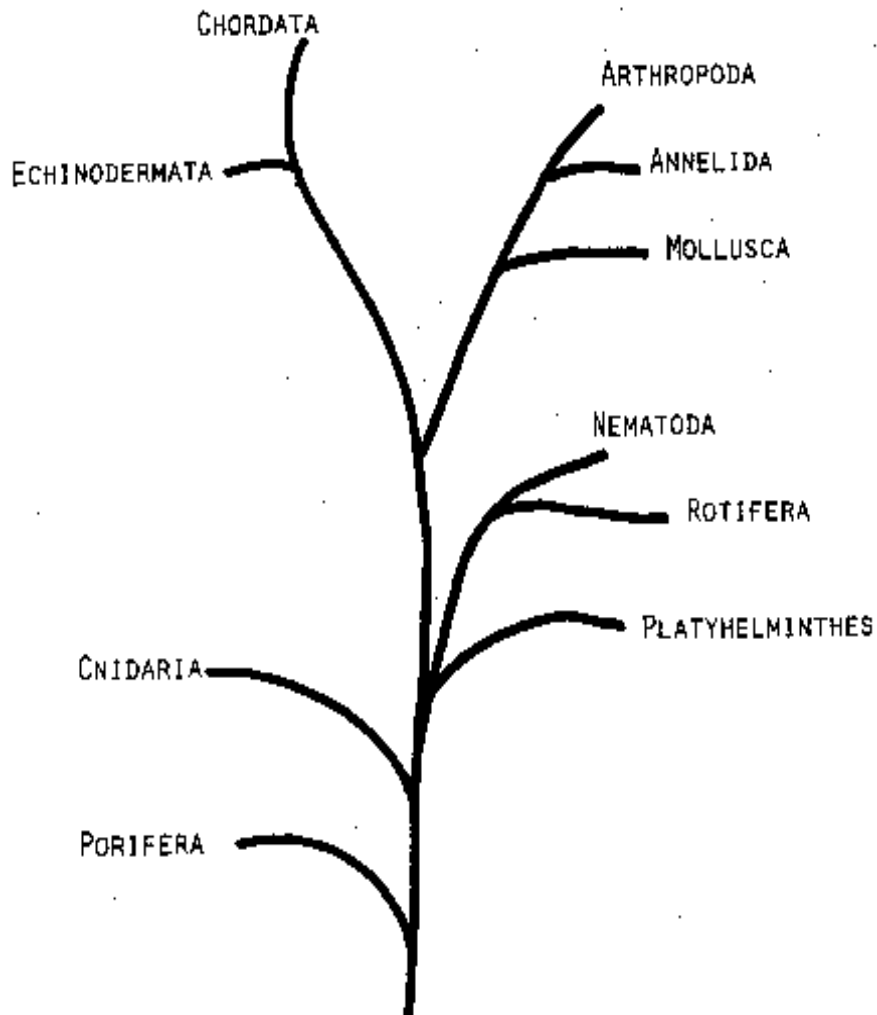 CHORDATA
ARTHROPODA
ECHINODERMATA
ANNELIDA
MOLLUSCA
NEMATODA
ROTIFERA
PLATYHELMINTHES
CNIDARIA
PORIFERA